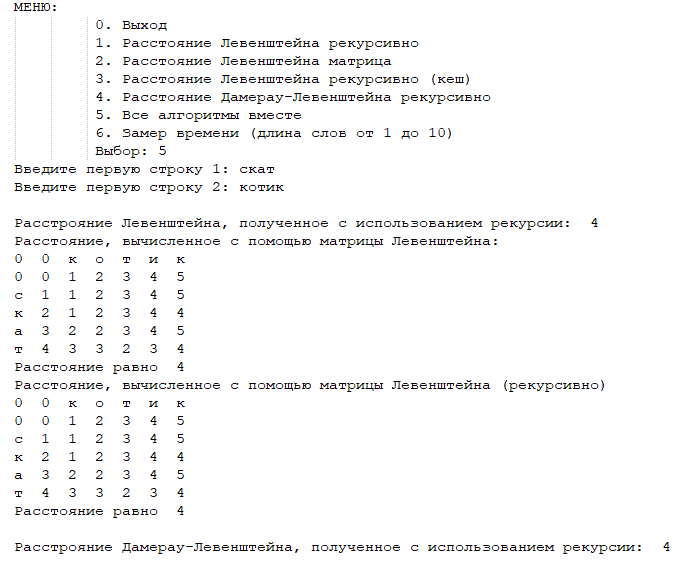 МЕНЮ:
0. Выход
1. Расстояние Левенштейна рекурсивно
2. Расстояние Левенштейна матрица
3. Расстояние Левенштейна рекурсивно (кеш)
4. Расстояние Дамерау-Левенштейна рекурсивно
5. Все алгоритмы вместе
6. Замер времени (длина слов от 1 до 10)
Выбор: 5
Введите первую строку 1: скат
Введите первую строку 2: котик
Расстрояние Левенштейна, полученное с использованием рекурсии: 4
Расстояние, вычисленное с помощью матрицы Левенштейна:
0 0 к о т и к
0 0 1 2 3 4 5
с 1 1 2 3 4 5
к 2 1 2 3 4 4
а 3 2 2 3 4 5
т 4 3 3 2 3 4
Расстояние равно 4
Расстояние, вычисленное с помощью матрицы Левенштейна (рекурсивно)
0 0 к о т и к
0 0 1 2 3 4 5
с 1 1 2 3 4 5
к 2 1 2 3 4 4
а 3 2 2 3 4 5
т 4 3 3 2 3 4
Расстояние равно 4
Расстрояние Дамерау-Левенштейна, полученное с использованием рекурсии: 4